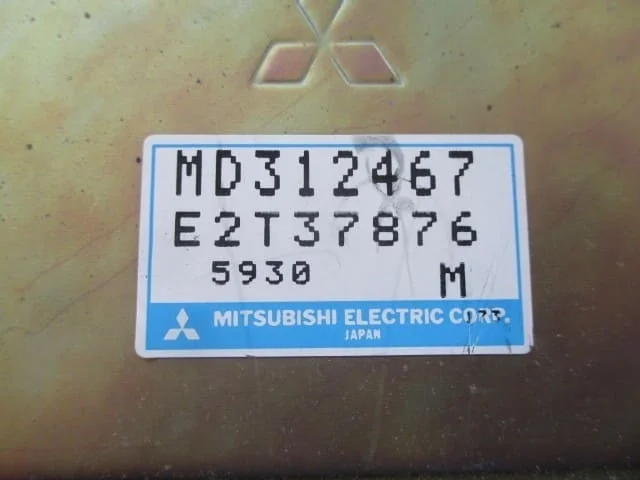 MD312467
E2T37876
5930 M
MITSUBISHI ELECTRIC CORP.
JAPAN